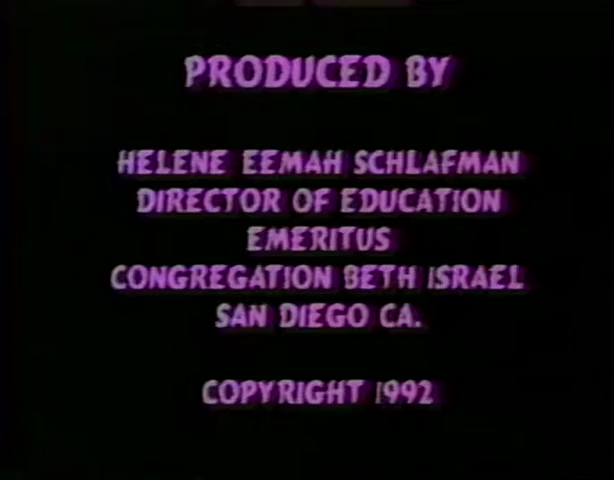 PRODUCED BY
HELENE EEMAH SCHLAFMAN
DIRECTOR OF EDUCATION
EMERITUS
CONGREGATION BETH ISRAEL
SAN DIEGO CA.
COPYRIGHT 1992